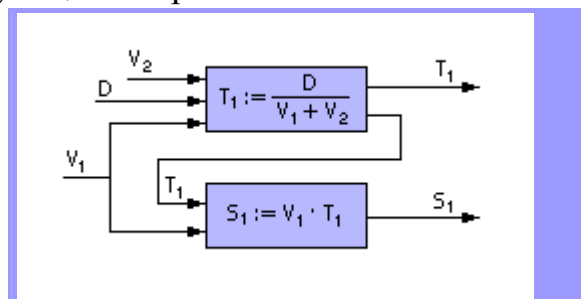 V₂
D
T₁ := D / (V₁ + V₂)
T₁
V₁
T₁
S₁ := V₁ · T₁
S₁